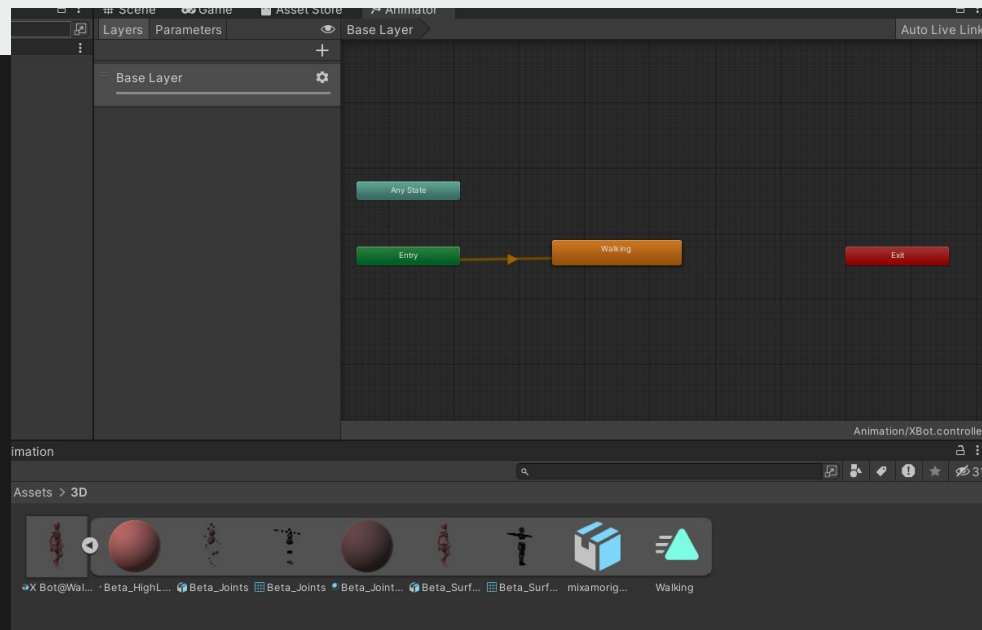 Scene Game Asset Store Animator
Layers Parameters Base Layer Auto Live Link
Base Layer
Any State
Entry Walking Exit
Animation/XBot.controlle
imation
31
Assets > 3D
X Bot@Wal... Beta_HighL... Beta_Joints Beta_Joints Beta_Joint... Beta_Surf... Beta_Surf... mixamorig... Walking